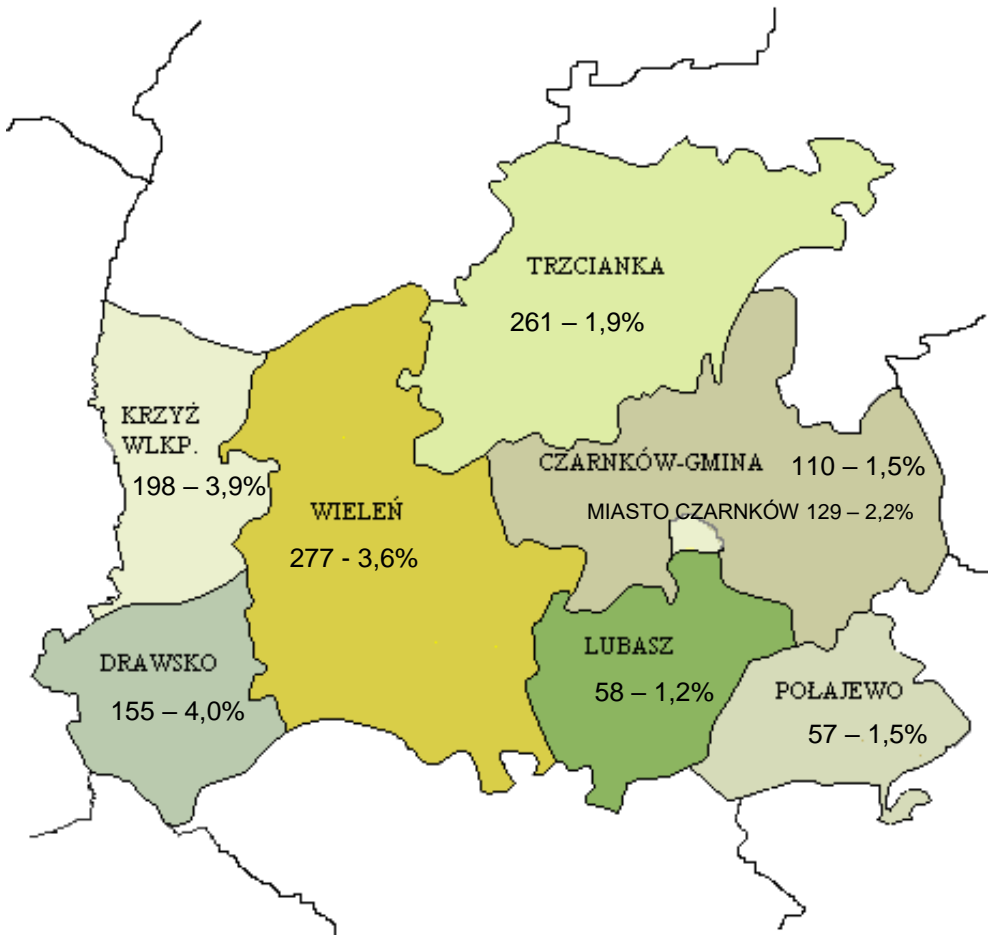 TRZCIANKA
261 – 1,9%
KRZYŻ
WLKP.
198 – 3,9%
WIELEŃ
277 - 3,6%
CZARNKÓW-GMINA 110 – 1,5%
MIASTO CZARNKÓW 129 – 2,2%
DRAWSKO
155 – 4,0%
LUBASZ
58 – 1,2%
POŁAJEWO
57 – 1,5%